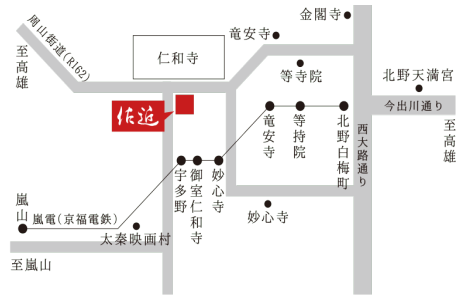 金閣寺
周山街道(R162)
竜安寺
至高雄
仁和寺
等寺院
北野天満宮
佐近
今出川通り
至高雄
竜安寺
等持院
北野白梅町
西大路通り
宇多野
御室仁和寺
妙心寺
嵐山
嵐電(京福電鉄)
妙心寺
太秦映画村
至嵐山